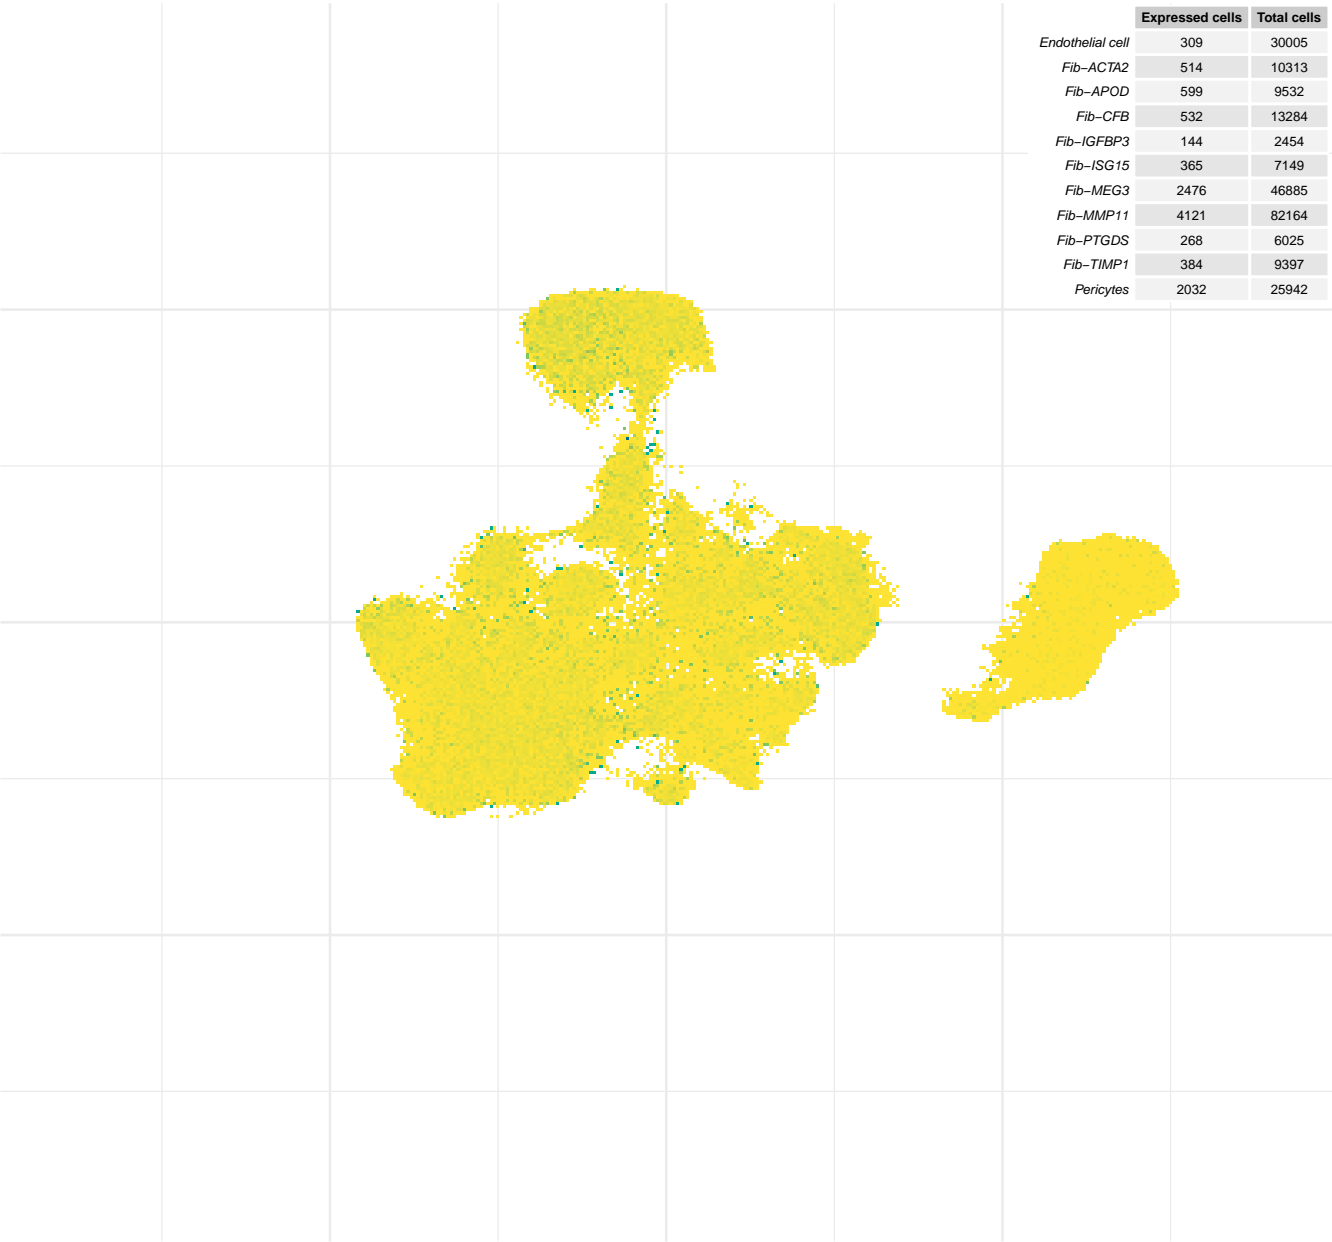 Expressed cells Total cells
Endothelial cell 309 30005
Fib−ACTA2 514 10313
Fib−APOD 599 9532
Fib−CFB 532 13284
Fib−IGFBP3 144 2454
Fib−ISG15 365 7149
Fib−MEG3 2476 46885
Fib−MMP11 4121 82164
Fib−PTGDS 268 6025
Fib−TIMP1 384 9397
Pericytes 2032 25942